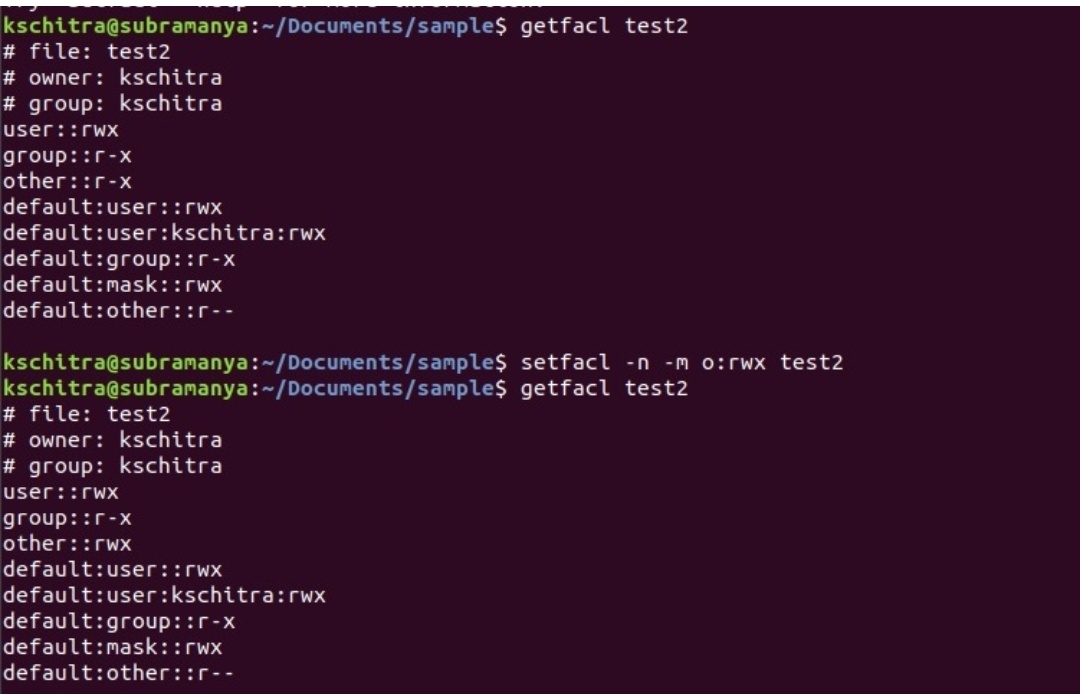 kschitra@subramanya:~/Documents/sample$ getfacl test2
# file: test2
# owner: kschitra
# group: kschitra
user::rwx
group::r-x
other::r-x
default:user::rwx
default:user:kschitra:rwx
default:group::r-x
default:mask::rwx
default:other::r--
kschitra@subramanya:~/Documents/sample$ setfacl -n -m o:rwx test2
kschitra@subramanya:~/Documents/sample$ getfacl test2
# file: test2
# owner: kschitra
# group: kschitra
user::rwx
group::r-x
other::rwx
default:user::rwx
default:user:kschitra:rwx
default:group::r-x
default:mask::rwx
default:other::r--